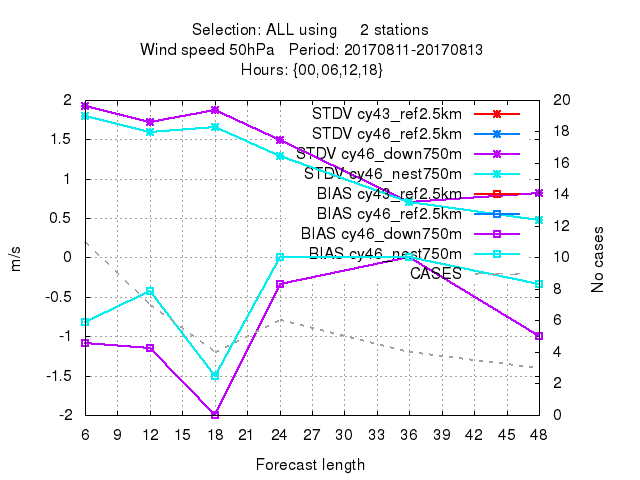 Selection: ALL using 2 stations
Wind speed 50hPa Period: 20170811-20170813
Hours: {00,06,12,18}
STDV cy43_ref2.5km
STDV cy46_ref2.5km
STDV cy46_down750m
STDV cy46_nest750m
BIAS cy43_ref2.5km
BIAS cy46_ref2.5km
BIAS cy46_down750m
BIAS cy46_nest750m
CASES
2
1.5
1
0.5
0
-0.5
-1
-1.5
-2
m/s
20
18
16
14
12
10
8
6
4
2
0
No cases
6 9 12 15 18 21 24 27 30 33 36 39 42 45 48
Forecast length